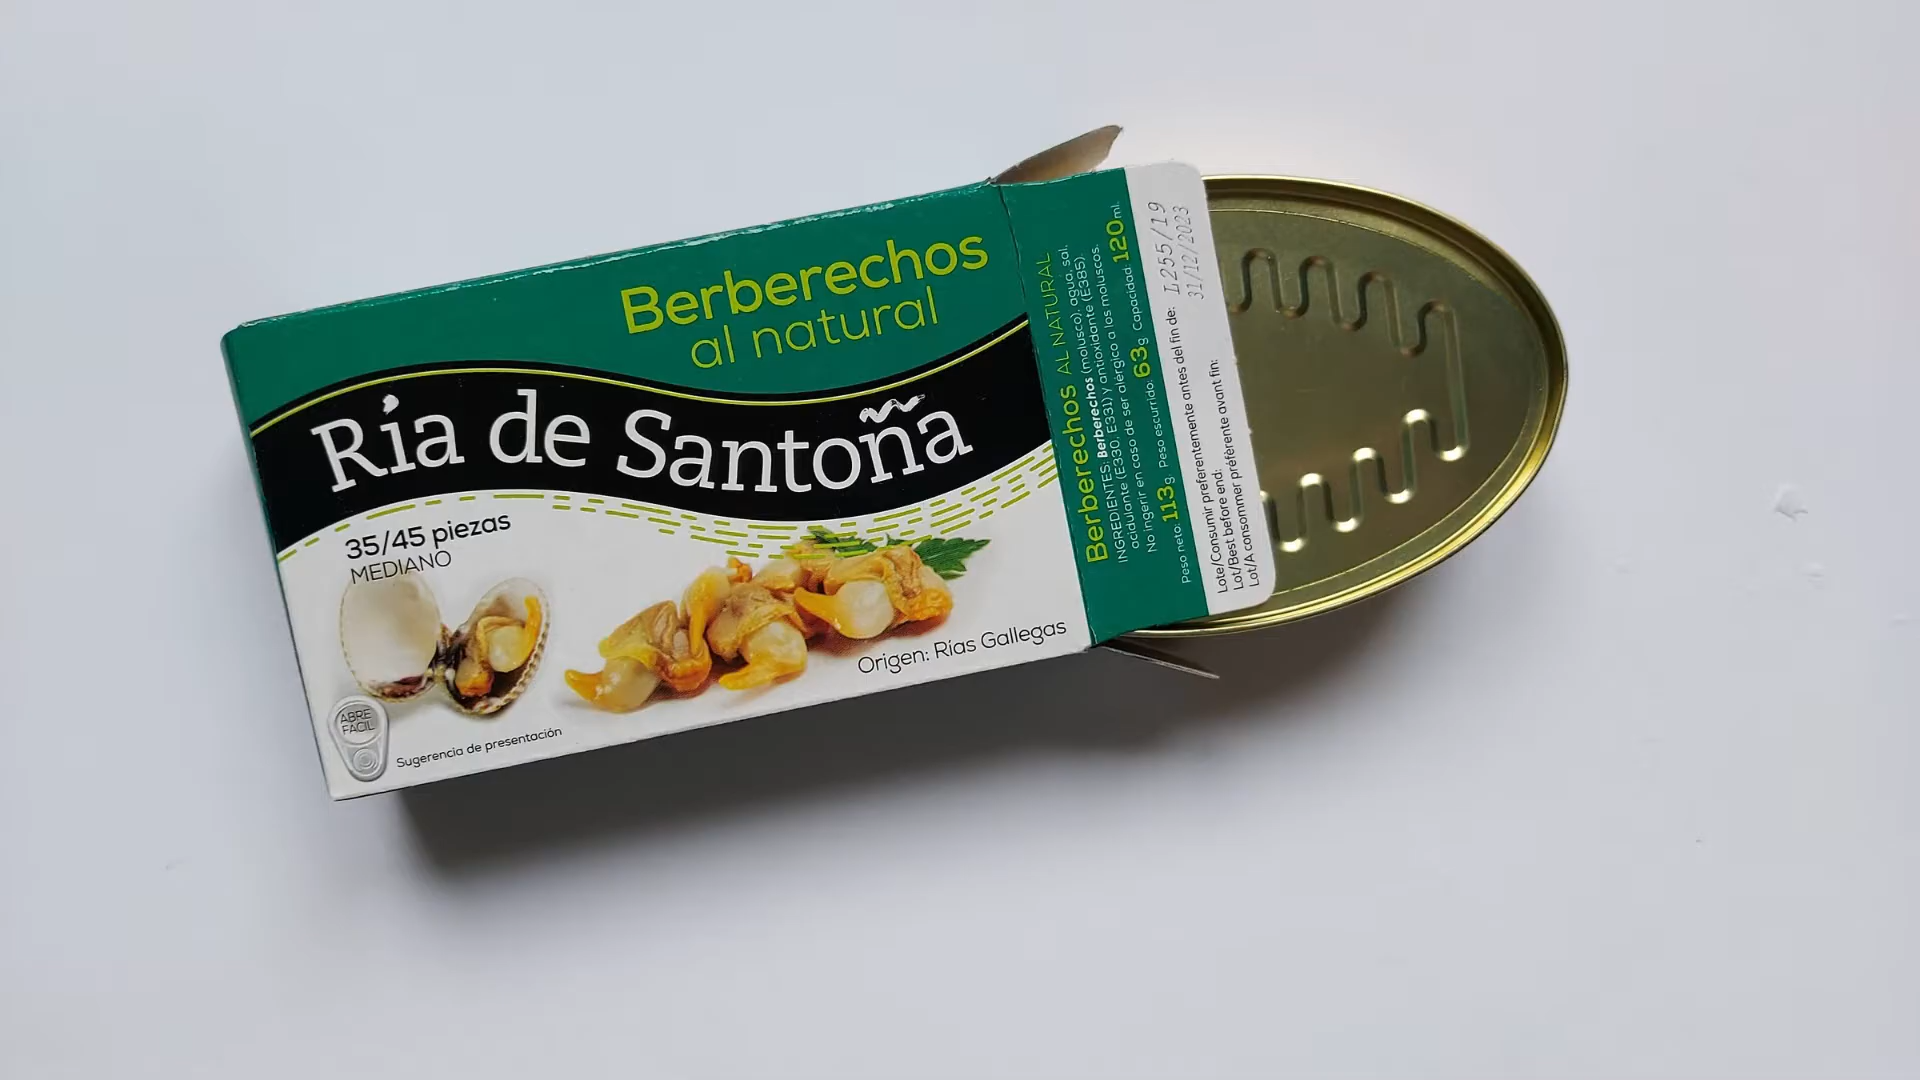 Berberechos
al natural
Ría de Santoña
35/45 piezas
MEDIANO
ABRE
FACIL
Sugerencia de presentación
Origen: Rías Gallegas
Berberechos AL NATURAL
INGREDIENTES: Berberechos (molusco), agua, sal,
acidulante (E330, E331) y antioxidante (E385).
No ingerir en caso de ser alérgico a los moluscos.
Peso neto: 113g Peso escurrido: 63g Capacidad: 120ml.
Lote/Consumir preferentemente antes del fin de:
Lot/Best before end:
Lot/A consommer préférente avant fin:
L255/19
31/12/2023